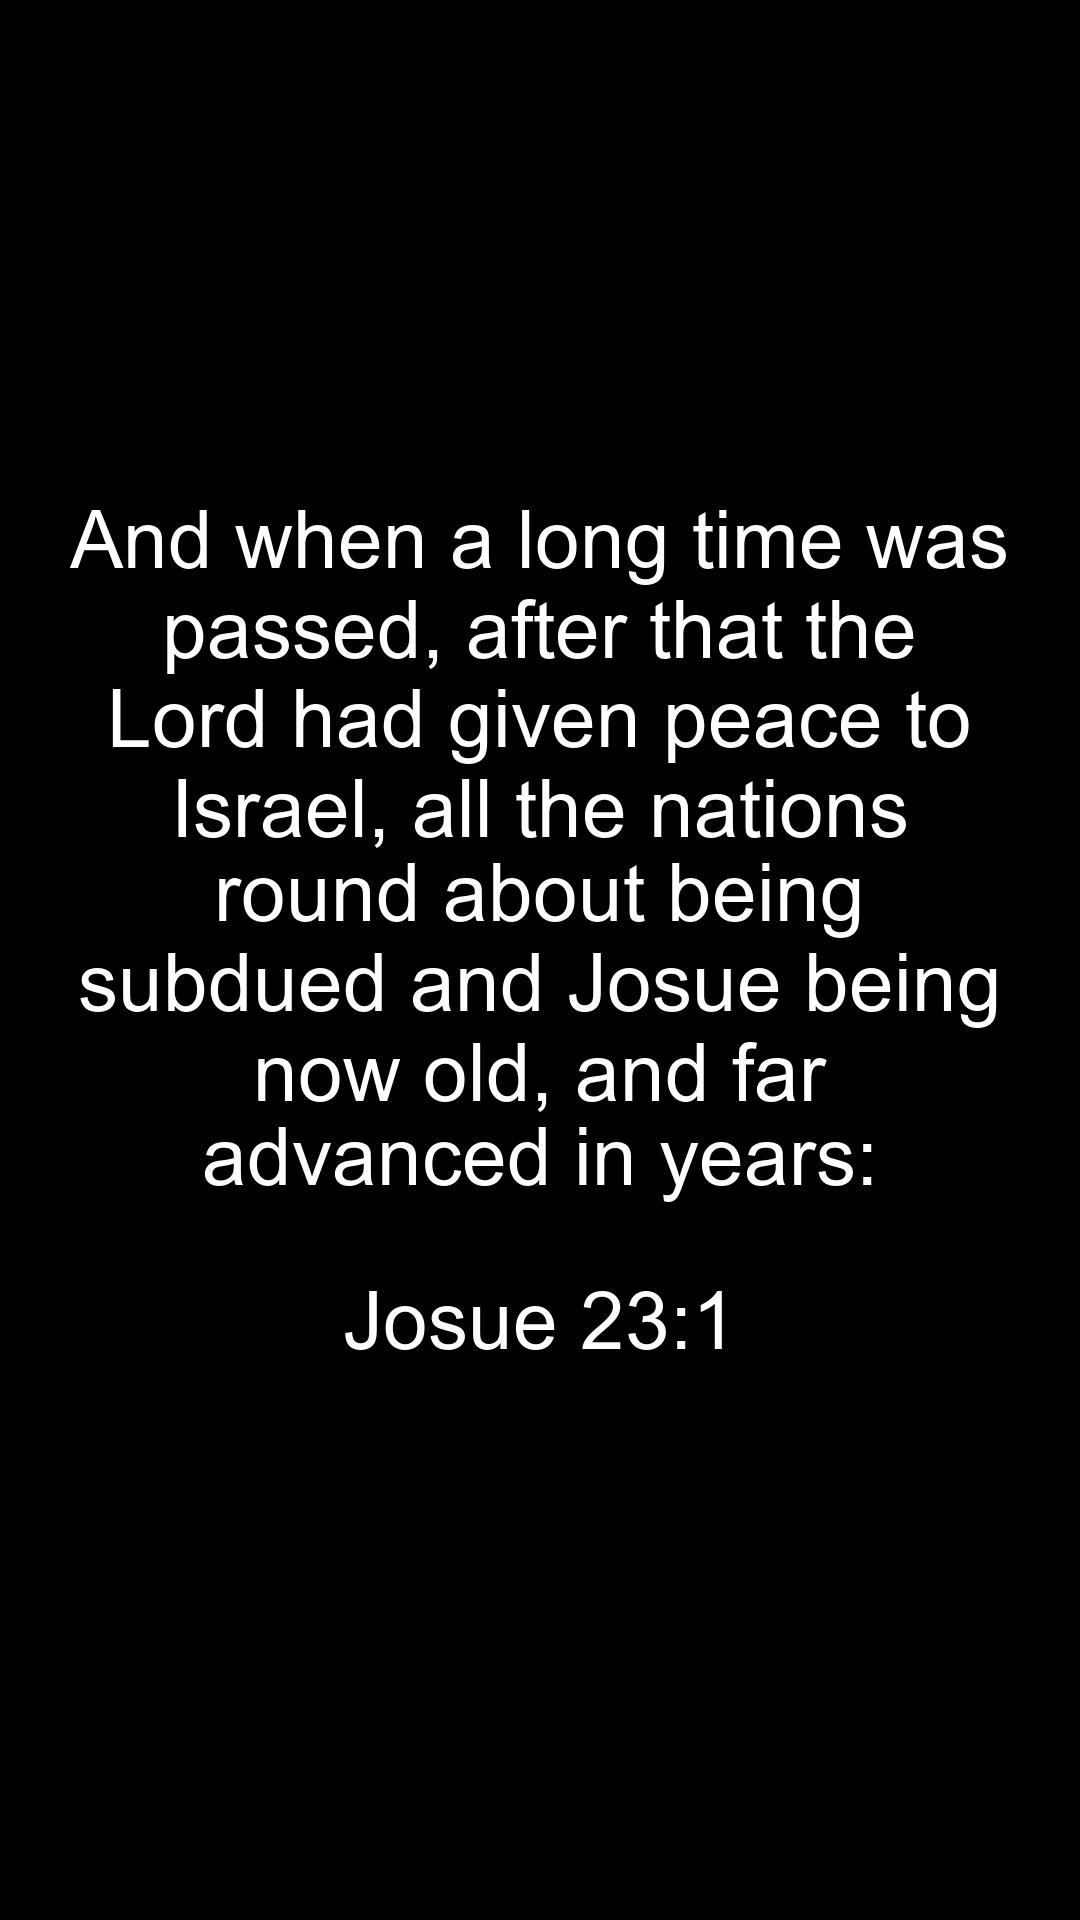 And when a long time was
passed, after that the
Lord had given peace to
Israel, all the nations
round about being
subdued and Josue being
now old, and far
advanced in years:
Josue 23:1